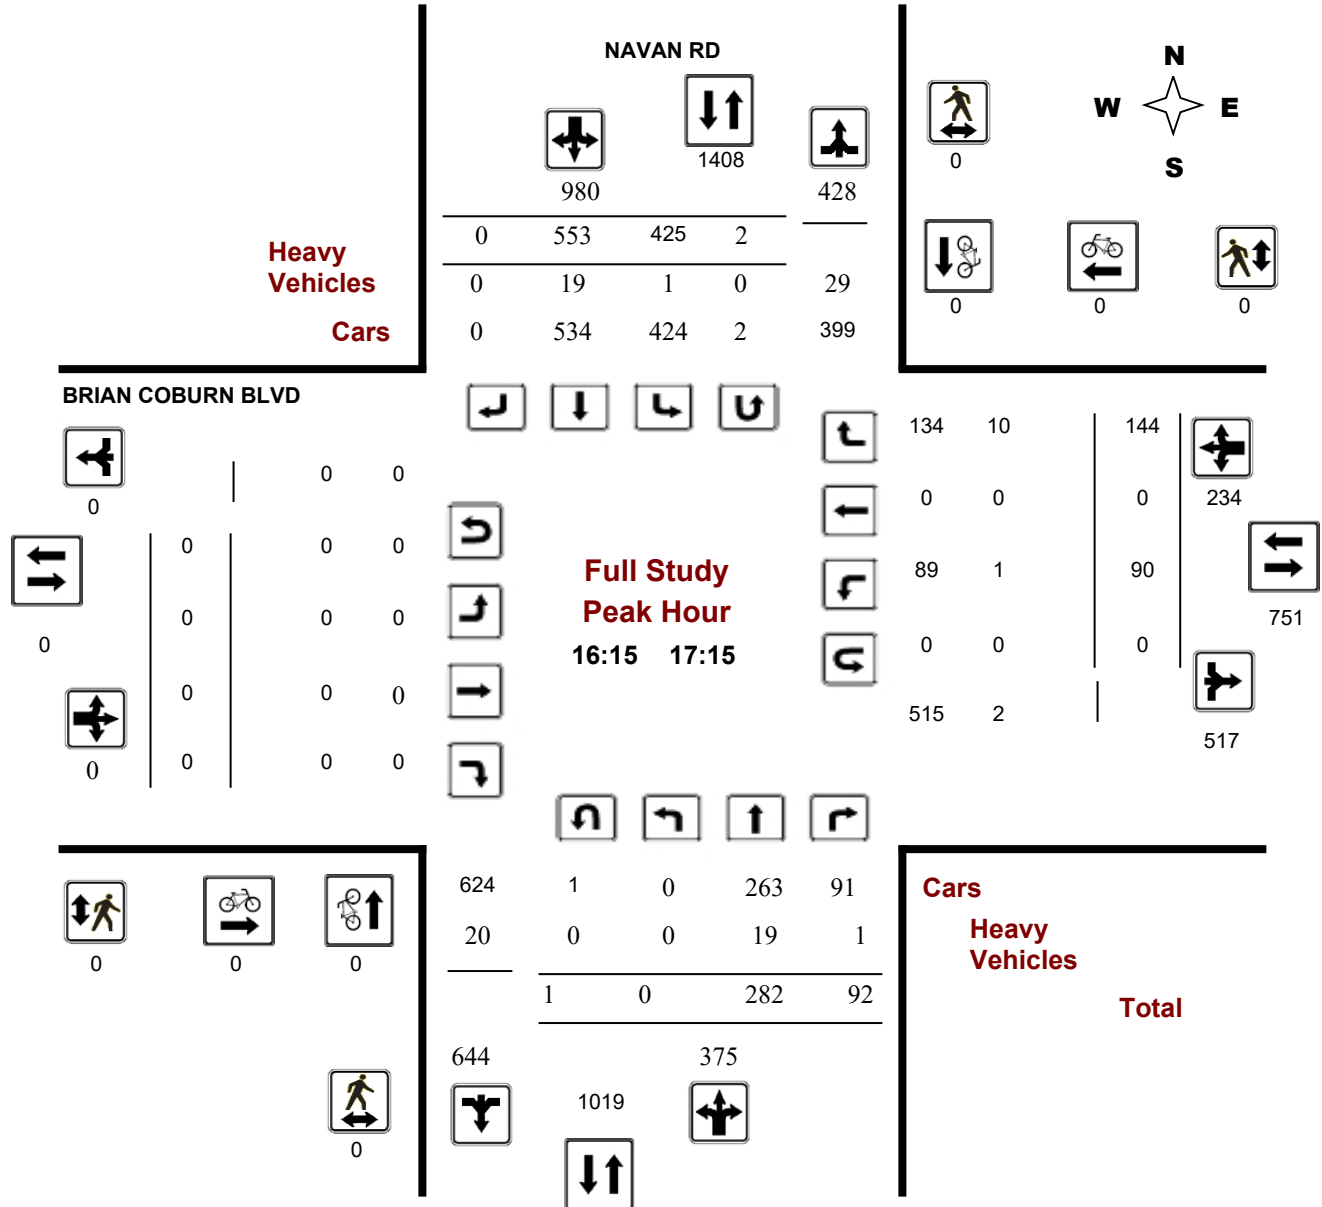 NAVAN RD
N
W E
S
1408
0
980 428
0 553 425 2
Heavy
Vehicles 0 19 1 0 29
0 0 0
Cars 0 534 424 2 399
BRIAN COBURN BLVD
134 10 144
0 0
0 0 0 234
0
0 0 0
Full Study
Peak Hour
89 1 90
0 0 0
751
0
16:15 17:15
0 0 0
0 0 0
515 2
517
0
0 0 0
624 1 0 263 91 Cars
20 0 0 19 1 Heavy
Vehicles
0 0 0
1 0 282 92
Total
644 375
1019
0